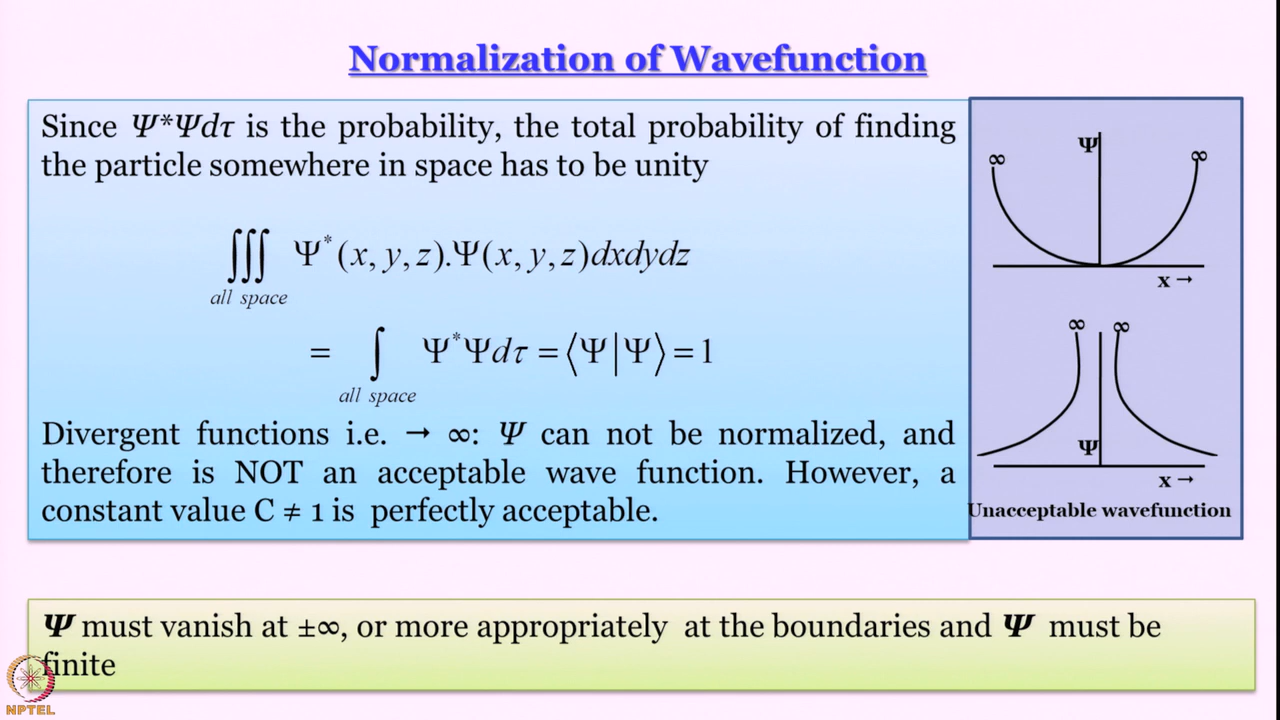 Normalization of Wavefunction
Since Ψ*Ψdτ is the probability, the total probability of finding
the particle somewhere in space has to be unity
∭ Ψ*(x, y, z).Ψ(x, y, z)dxdydz
all space
= ∫ Ψ*Ψdτ = ⟨Ψ|Ψ⟩ = 1
all space
Divergent functions i.e. → ∞: Ψ can not be normalized, and
therefore is NOT an acceptable wave function. However, a
constant value C ≠ 1 is perfectly acceptable.
∞ Ψ ∞
x →
∞ ∞
Ψ
x →
Unacceptable wavefunction
Ψ must vanish at ±∞, or more appropriately at the boundaries and Ψ must be
finite
NPTEL